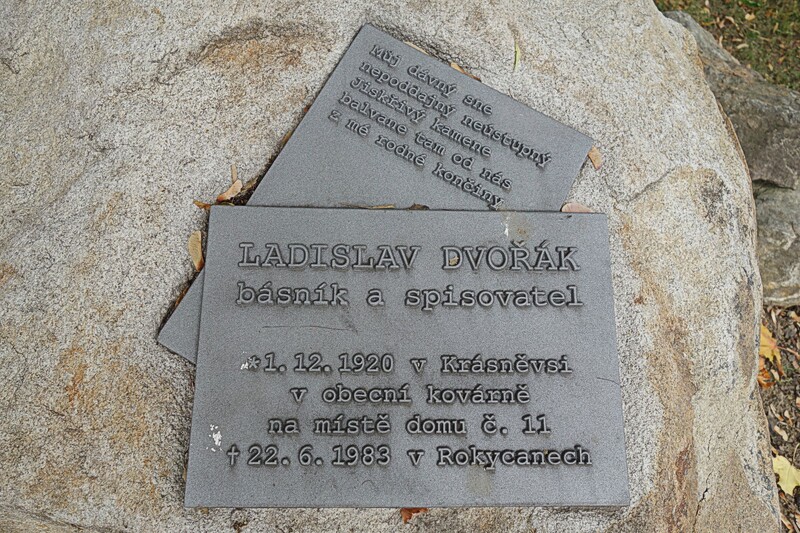 Můj dávný sne
nepoddajný neústupný
Jiskřivý kamene
balvane tam od nás
z mé rodné končiny
LADISLAV DVOŘÁK
básník a spisovatel
*1. 12. 1920 v Krásněvsi
v obecní kovárně
na místě domu č. 11
† 22. 6. 1983 v Rokycanech